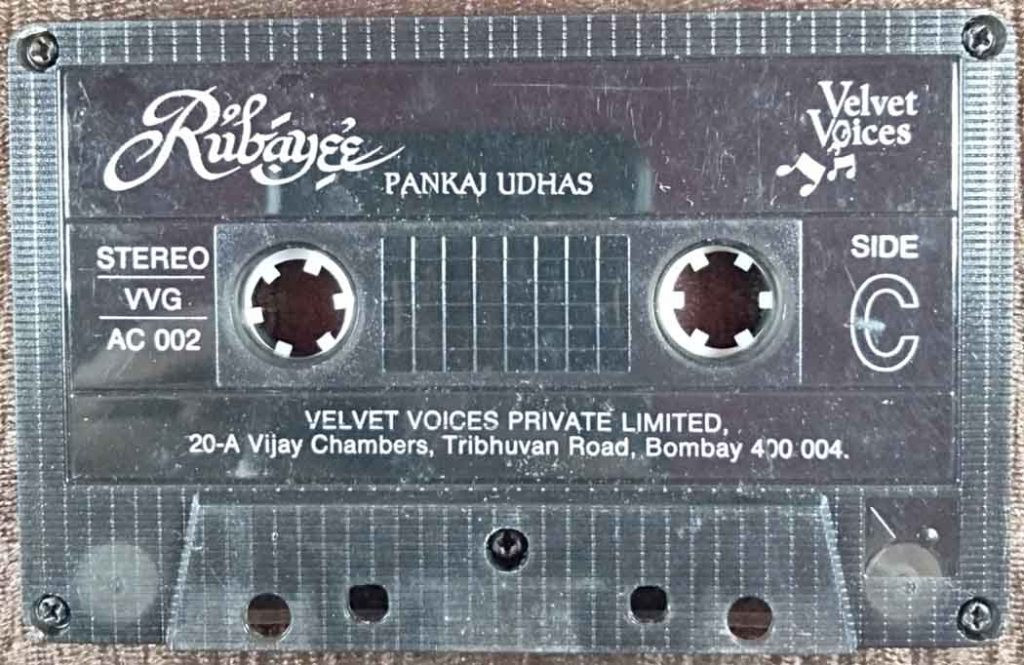 Rubayee
PANKAJ UDHAS
Velvet
Voices
STEREO
VVG
AC 002
SIDE
C
VELVET VOICES PRIVATE LIMITED,
20-A Vijay Chambers, Tribhuvan Road, Bombay 400 004.